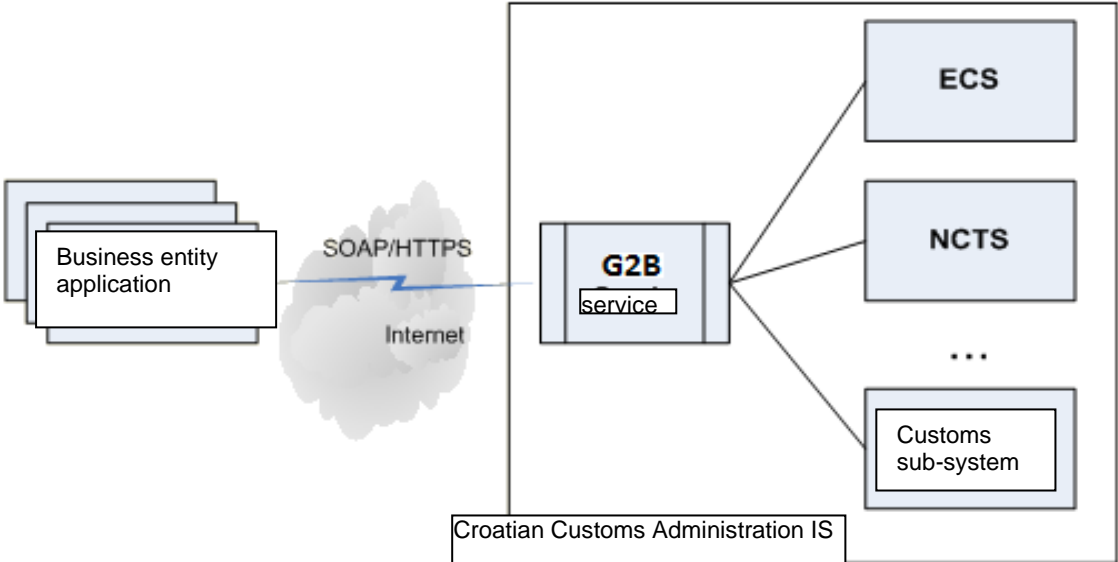 ECS
Business entity
application
SOAP/HTTPS
Internet
G2B
service
NCTS
...
Customs
sub-system
Croatian Customs Administration IS